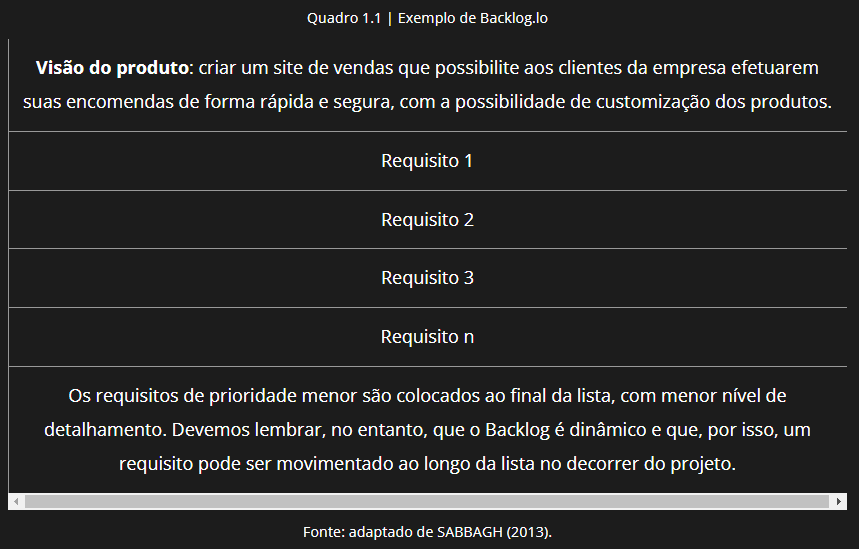 Quadro 1.1 | Exemplo de Backlog.lo
Visão do produto: criar um site de vendas que possibilite aos clientes da empresa efetuarem
suas encomendas de forma rápida e segura, com a possibilidade de customização dos produtos.
Requisito 1
Requisito 2
Requisito 3
Requisito n
Os requisitos de prioridade menor são colocados ao final da lista, com menor nível de
detalhamento. Devemos lembrar, no entanto, que o Backlog é dinâmico e que, por isso, um
requisito pode ser movimentado ao longo da lista no decorrer do projeto.
Fonte: adaptado de SABBAGH (2013).